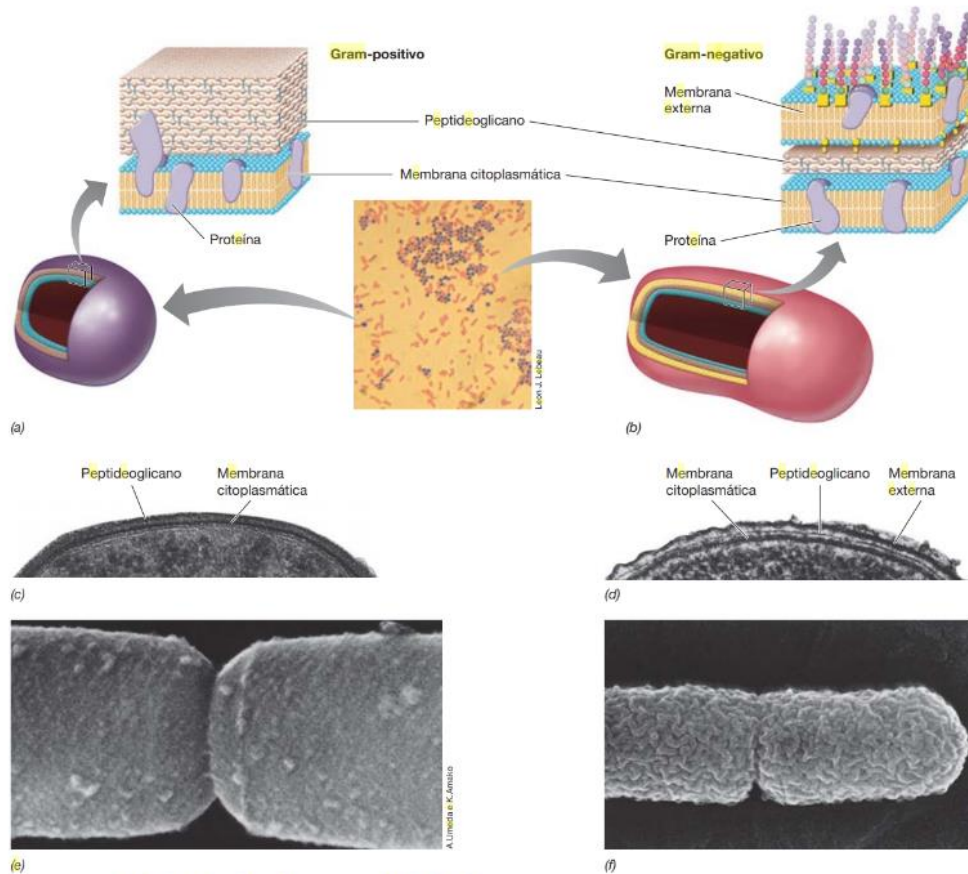 Gram-positivo
Gram-negativo
Membrana
externa
Peptideoglicano
Membrana citoplasmática
Proteína
Proteína
Leon J. Lebeau
(a)
(b)
Peptideoglicano
Membrana
citoplasmática
Membrana
citoplasmática
Peptideoglicano
Membrana
externa
(c)
(d)
A.Umeda e K.Amako
(e)
(f)